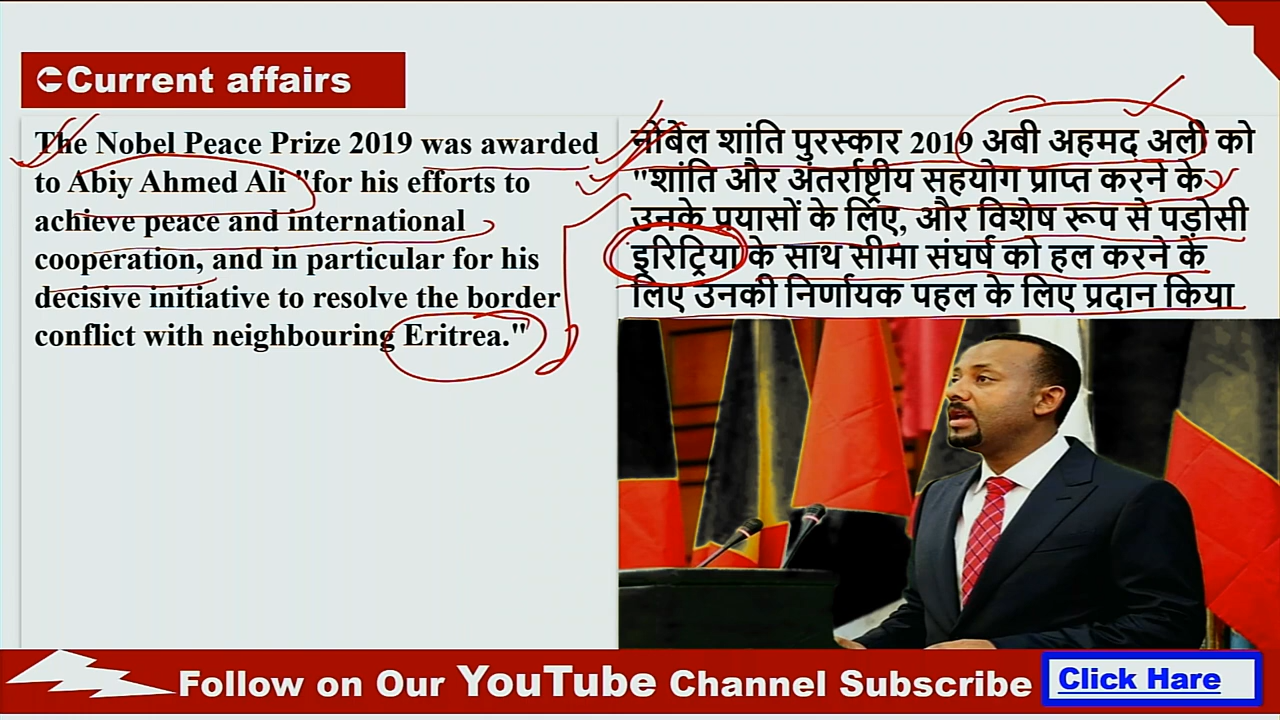 Current affairs
The Nobel Peace Prize 2019 was awarded
to Abiy Ahmed Ali "for his efforts to
achieve peace and international
cooperation, and in particular for his
decisive initiative to resolve the border
conflict with neighbouring Eritrea."
नोबेल शांति पुरस्कार 2019 अबी अहमद अली को
"शांति और अंतर्राष्ट्रीय सहयोग प्राप्त करने के
उनके प्रयासों के लिए, और विशेष रूप से पड़ोसी
इरिट्रिया के साथ सीमा संघर्ष को हल करने के
लिए उनकी निर्णायक पहल के लिए प्रदान किया
Follow on Our YouTube Channel Subscribe
Click Hare